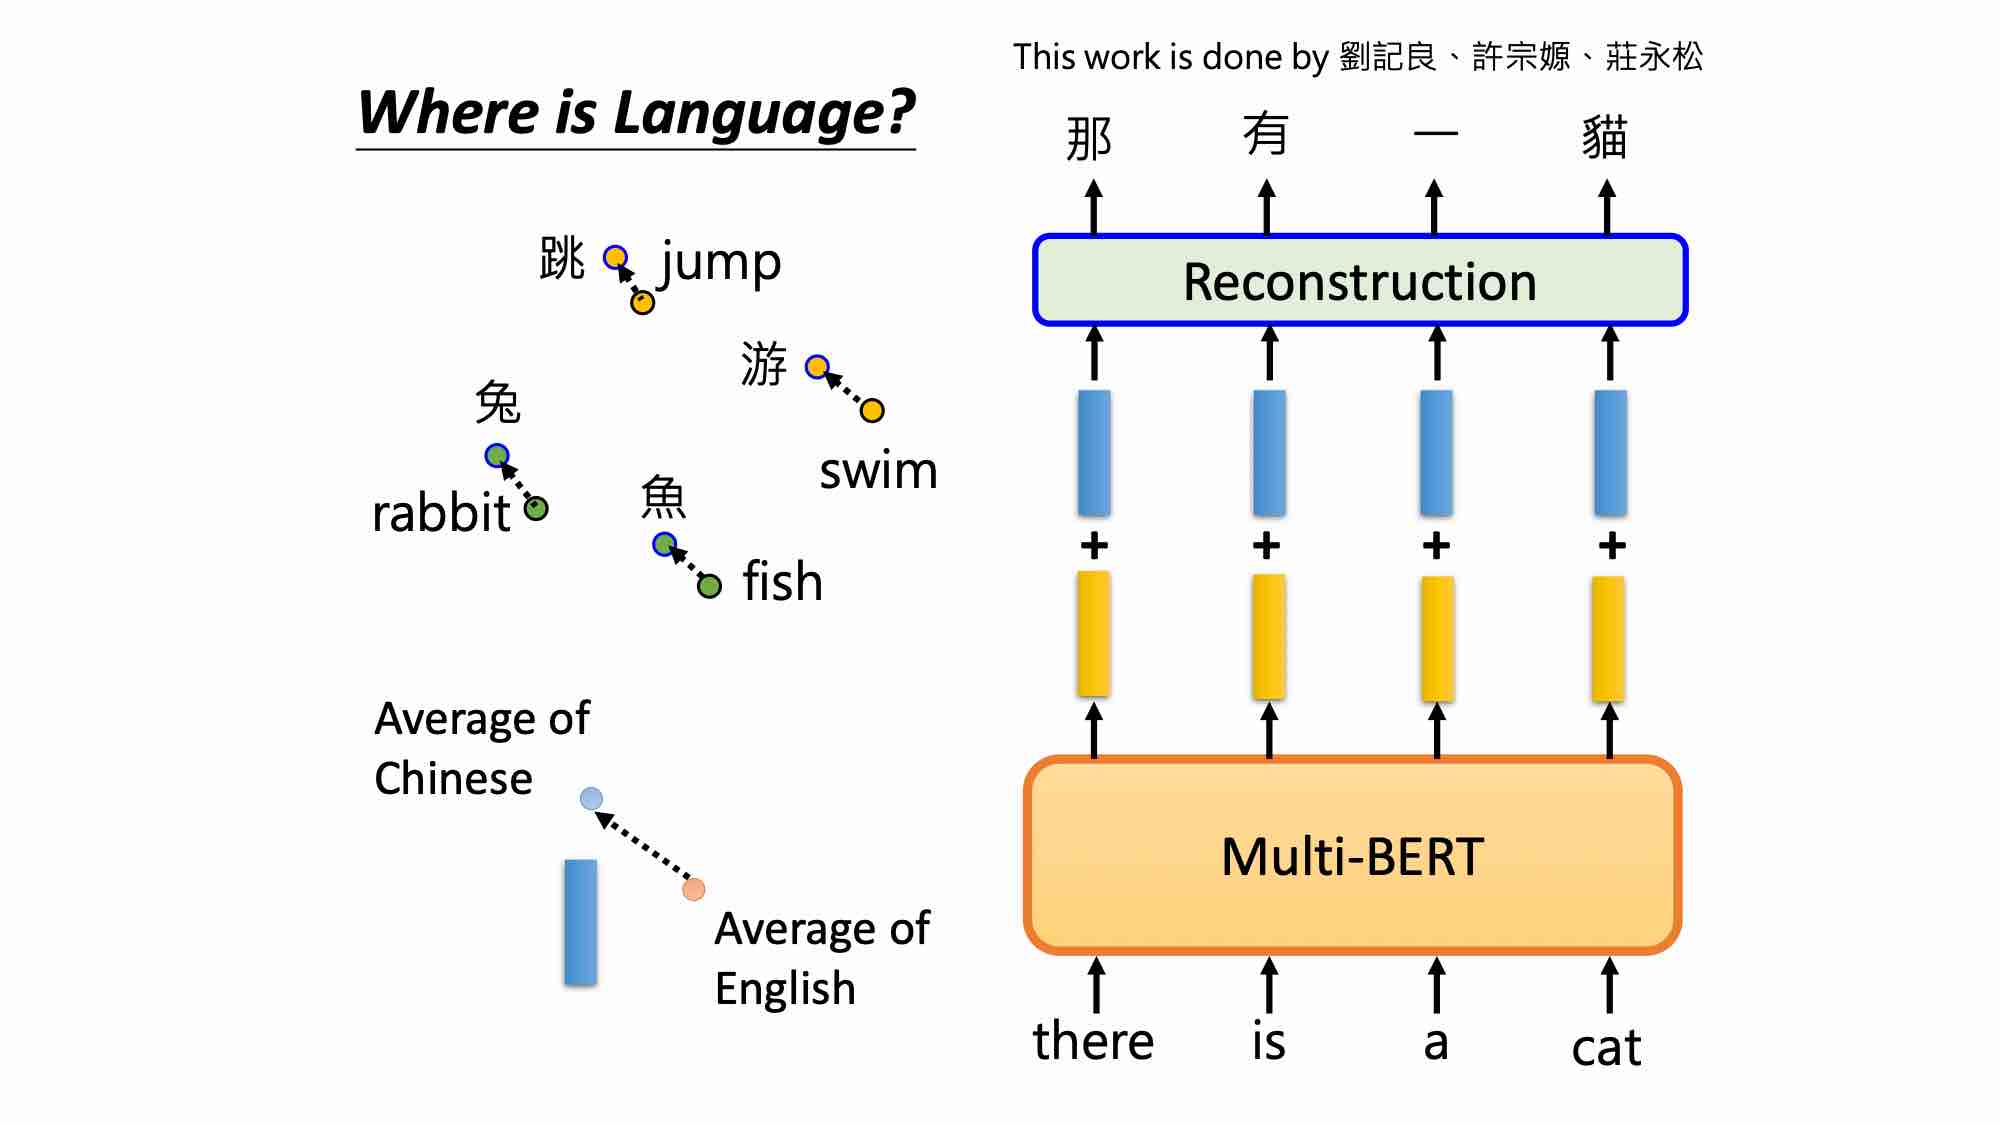 This work is done by 劉記良、許宗嫄、莊永松
Where is Language?
那 有 一 貓
跳 jump
Reconstruction
游
swim
兔
rabbit
魚
fish
+ + + +
Average of
Chinese
Multi-BERT
Average of
English
there is a cat